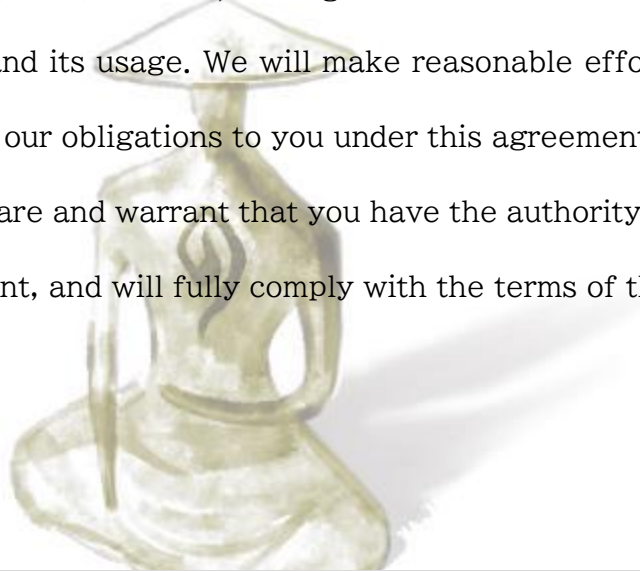 nd its usage. We will make reasonable effo
our obligations to you under this agreement
are and warrant that you have the authority
nt, and will fully comply with the terms of t